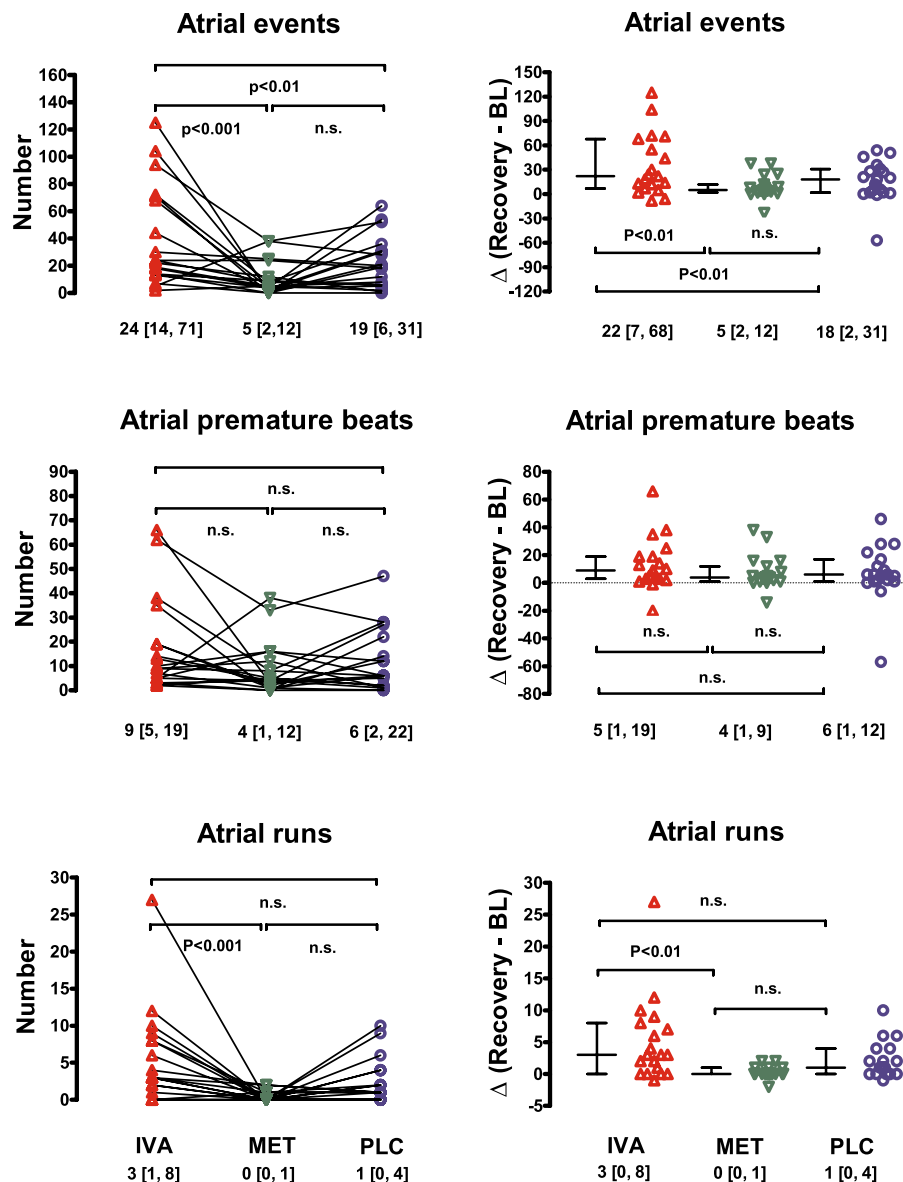 Atrial events
Number
160
140
120
100
80
60
40
20
0
p<0.01
p<0.001
n.s.
24 [14, 71]
5 [2,12]
19 [6, 31]
Atrial events
Δ (Recovery - BL)
150
120
90
60
30
0
-30
-60
-90
-120
P<0.01
n.s.
P<0.01
22 [7, 68]
5 [2, 12]
18 [2, 31]
Atrial premature beats
Number
90
80
70
60
50
40
30
20
10
0
n.s.
n.s.
n.s.
9 [5, 19]
4 [1, 12]
6 [2, 22]
Atrial premature beats
Δ (Recovery - BL)
80
60
40
20
0
-20
-40
-60
-80
n.s.
n.s.
n.s.
5 [1, 19]
4 [1, 9]
6 [1, 12]
Atrial runs
Number
30
25
20
15
10
5
0
n.s.
P<0.001
n.s.
IVA
MET
PLC
3 [1, 8]
0 [0, 1]
1 [0, 4]
Atrial runs
Δ (Recovery - BL)
30
25
20
15
10
5
0
-5
n.s.
P<0.01
n.s.
IVA
MET
PLC
3 [0, 8]
0 [0, 1]
1 [0, 4]